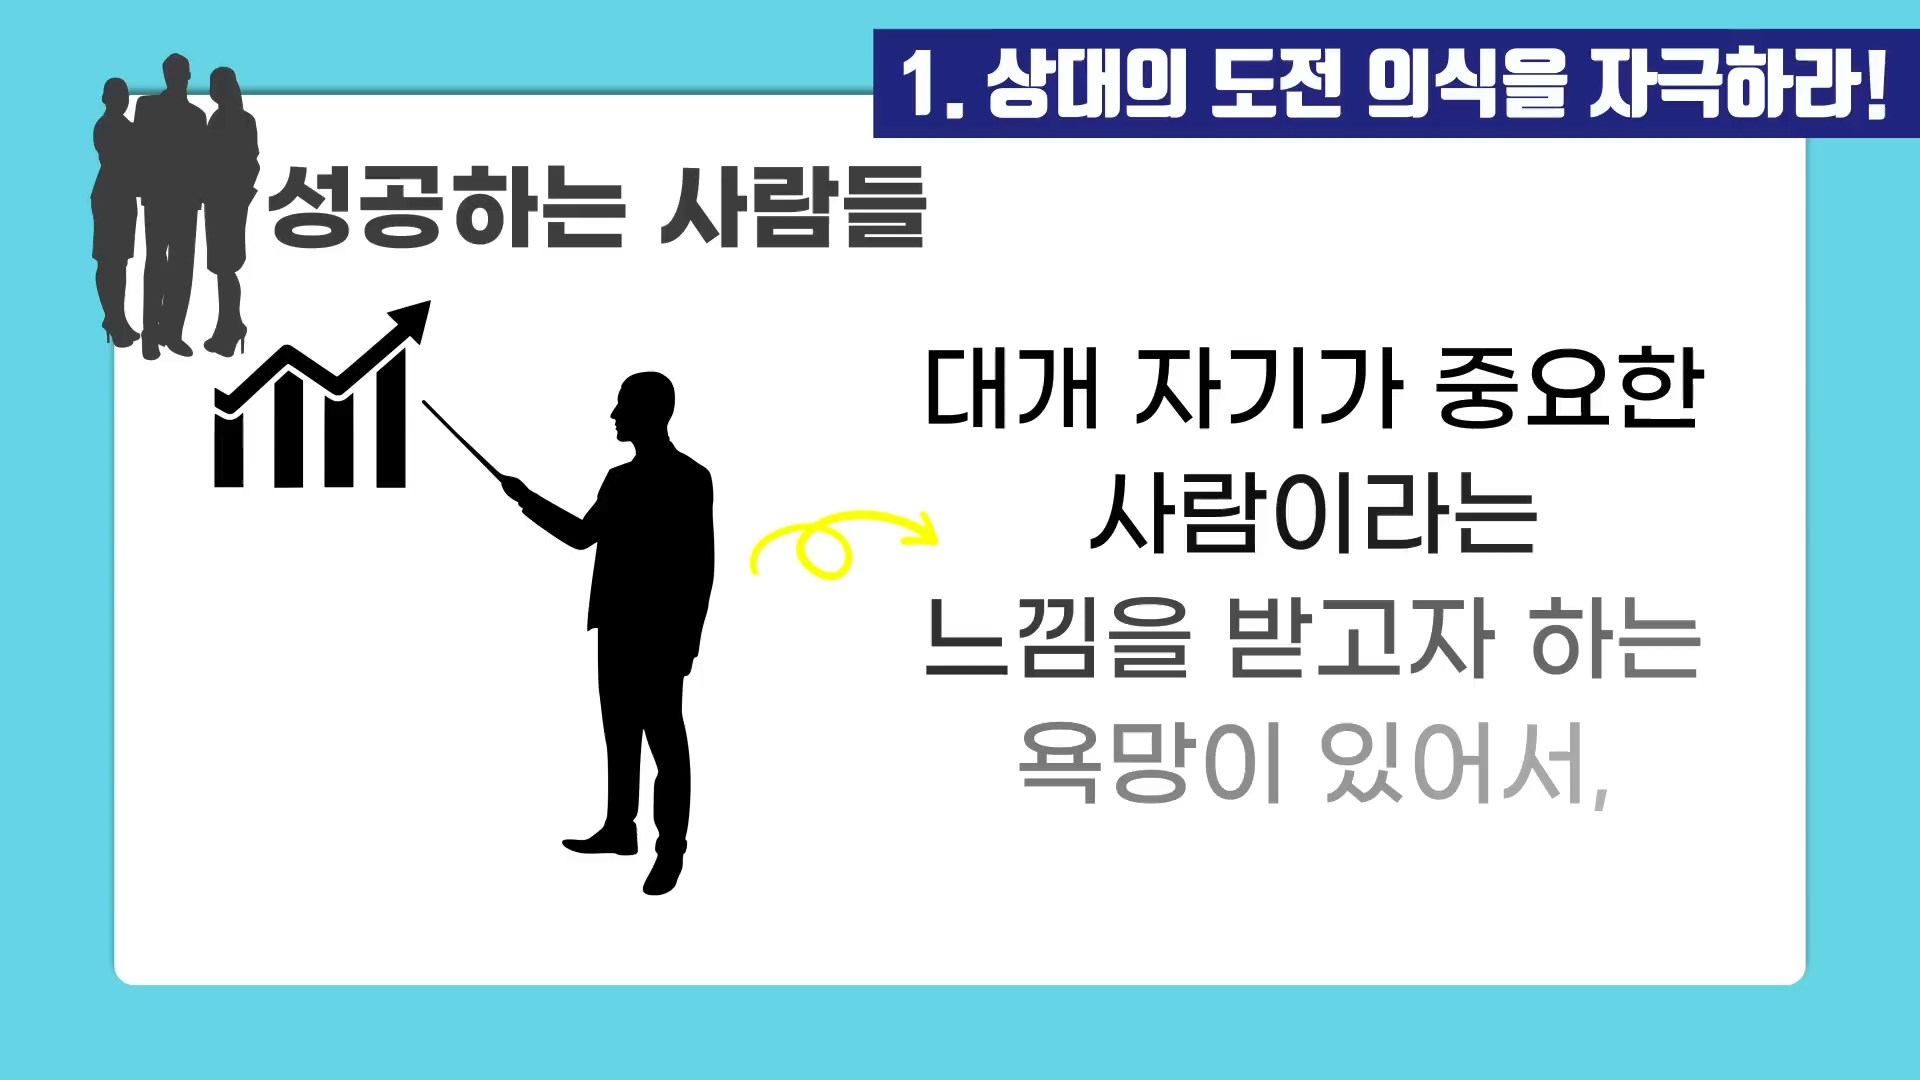 1. 상대의 도전 의식을 자극하라!
성공하는 사람들
대개 자기가 중요한
사람이라는
느낌을 받고자 하는
욕망이 있어서,